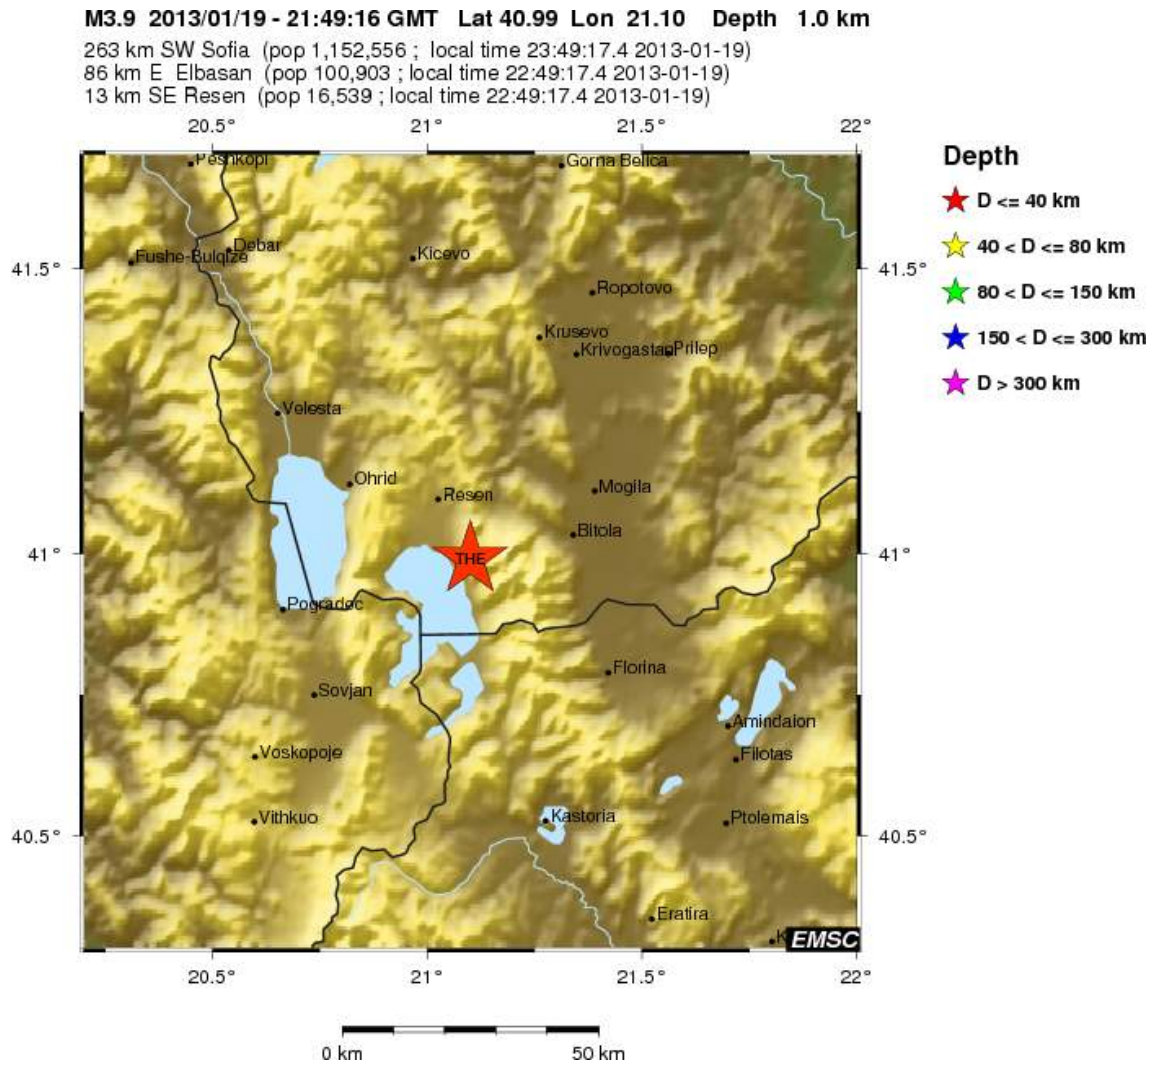 M3.9 2013/01/19 - 21:49:16 GMT Lat 40.99 Lon 21.10 Depth 1.0 km
263 km SW Sofia (pop 1,152,556 ; local time 23:49:17.4 2013-01-19)
86 km E Elbasan (pop 100,903 ; local time 22:49:17.4 2013-01-19)
13 km SE Resen (pop 16,539 ; local time 22:49:17.4 2013-01-19)
20.5° 21° 21.5° 22°
Depth
D <= 40 km
40 < D <= 80 km
80 < D <= 150 km
150 < D <= 300 km
D > 300 km
Peshkopi
Gorna Belica
Debar
Fushe-Bulqize
Kicevo
41.5° 41.5°
Ropotovo
Krusevo
Krivogastan
Prilep
Velesta
Ohrid
Resen
Mogila
Bitola
41° 41°
THE
Pogradec
Florina
Sovjan
Amindaion
Voskopoje
Filotas
Vithkuo
Kastoria
Ptolemais
40.5° 40.5°
Eratira
K
EMSC
20.5° 21° 21.5° 22°
0 km 50 km